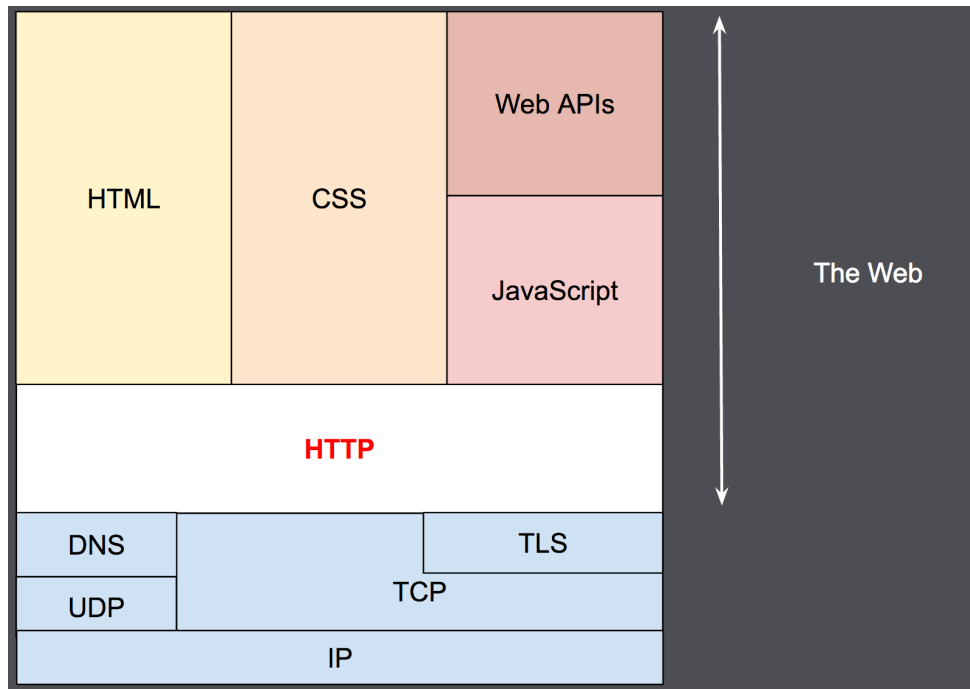 Web APIs
HTML
CSS
JavaScript
The Web
HTTP
DNS
TLS
TCP
UDP
IP